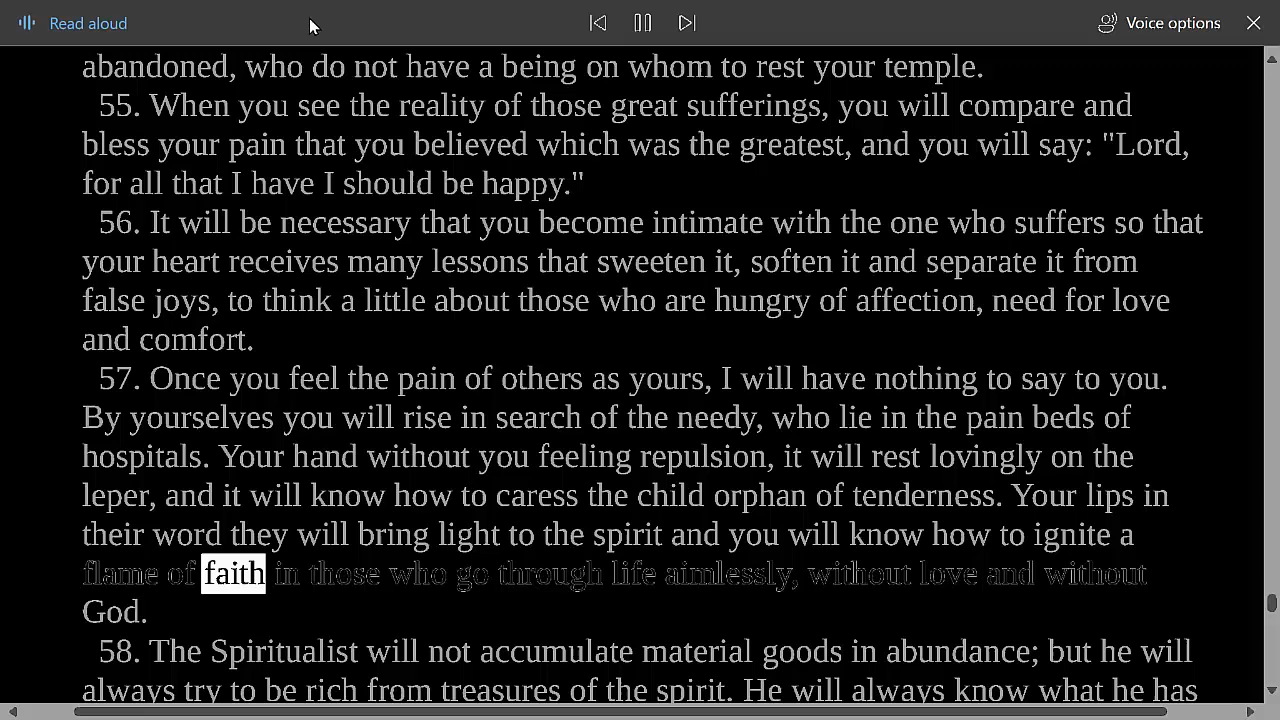 Read aloud
Voice options
abandoned, who do not have a being on whom to rest your temple.
55. When you see the reality of those great sufferings, you will compare and
bless your pain that you believed which was the greatest, and you will say: "Lord,
for all that I have I should be happy."
56. It will be necessary that you become intimate with the one who suffers so that
your heart receives many lessons that sweeten it, soften it and separate it from
false joys, to think a little about those who are hungry of affection, need for love
and comfort.
57. Once you feel the pain of others as yours, I will have nothing to say to you.
By yourselves you will rise in search of the needy, who lie in the pain beds of
hospitals. Your hand without you feeling repulsion, it will rest lovingly on the
leper, and it will know how to caress the child orphan of tenderness. Your lips in
their word they will bring light to the spirit and you will know how to ignite a
flame of faith in those who go through life aimlessly, without love and without
God.
58. The Spiritualist will not accumulate material goods in abundance; but he will
always try to be rich from treasures of the spirit. He will always know what he has